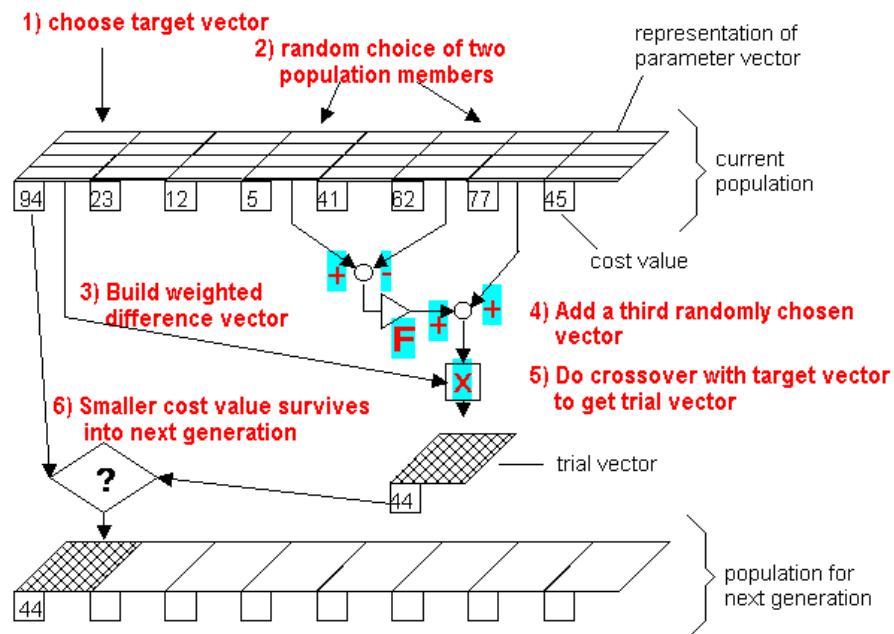 1) choose target vector
2) random choice of two
population members
representation of
parameter vector
current
population
94 23 12 5 41 62 77 45
cost value
+ -
3) Build weighted
difference vector
F + +
4) Add a third randomly chosen
vector
X
5) Do crossover with target vector
to get trial vector
6) Smaller cost value survives
into next generation
?
trial vector
44
population for
next generation
44